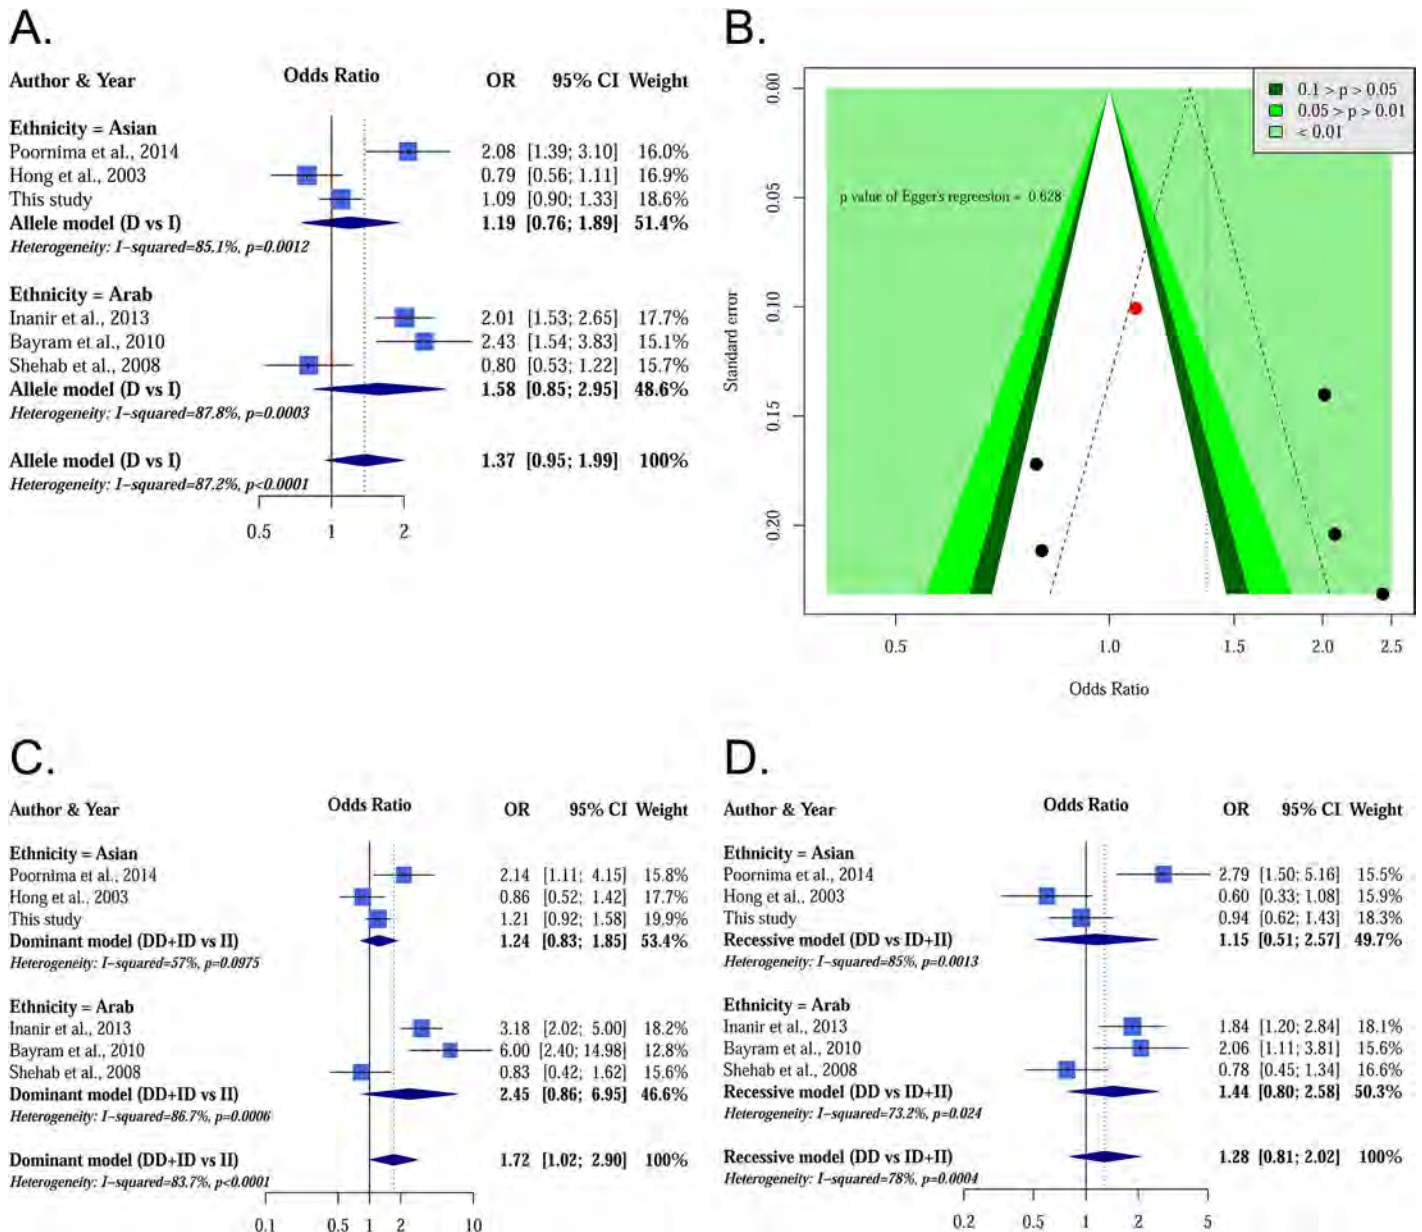 A.
Author & Year Odds Ratio OR 95% CI Weight
Ethnicity = Asian
Poornima et al., 2014 2.08 [1.39; 3.10] 16.0%
Hong et al., 2003 0.79 [0.56; 1.11] 16.9%
This study 1.09 [0.90; 1.33] 18.6%
Allele model (D vs I) 1.19 [0.76; 1.89] 51.4%
Heterogeneity: I-squared=85.1%, p=0.0012
Ethnicity = Arab
Inanir et al., 2013 2.01 [1.53; 2.65] 17.7%
Bayram et al., 2010 2.43 [1.54; 3.83] 15.1%
Shehab et al., 2008 0.80 [0.53; 1.22] 15.7%
Allele model (D vs I) 1.58 [0.85; 2.95] 48.6%
Heterogeneity: I-squared=87.8%, p=0.0003
Allele model (D vs I) 1.37 [0.95; 1.99] 100%
Heterogeneity: I-squared=87.2%, p<0.0001
0.5 1 2
B.
0.1 > p > 0.05
0.05 > p > 0.01
< 0.01
p value of Egger's regression = 0.628
Standard error
0.00
0.05
0.10
0.15
0.20
0.5 1.0 1.5 2.0 2.5
Odds Ratio
C.
Author & Year Odds Ratio OR 95% CI Weight
Ethnicity = Asian
Poornima et al., 2014 2.14 [1.11; 4.15] 15.8%
Hong et al., 2003 0.86 [0.52; 1.42] 17.7%
This study 1.21 [0.92; 1.58] 19.9%
Dominant model (DD+ID vs II) 1.24 [0.83; 1.85] 53.4%
Heterogeneity: I-squared=57%, p=0.0975
Ethnicity = Arab
Inanir et al., 2013 3.18 [2.02; 5.00] 18.2%
Bayram et al., 2010 6.00 [2.40; 14.98] 12.8%
Shehab et al., 2008 0.83 [0.42; 1.62] 15.6%
Dominant model (DD+ID vs II) 2.45 [0.86; 6.95] 46.6%
Heterogeneity: I-squared=86.7%, p=0.0006
Dominant model (DD+ID vs II) 1.72 [1.02; 2.90] 100%
Heterogeneity: I-squared=83.7%, p<0.0001
0.1 0.5 1 2 10
D.
Author & Year Odds Ratio OR 95% CI Weight
Ethnicity = Asian
Poornima et al., 2014 2.79 [1.50; 5.16] 15.5%
Hong et al., 2003 0.60 [0.33; 1.08] 15.9%
This study 0.94 [0.62; 1.43] 18.3%
Recessive model (DD vs ID+II) 1.15 [0.51; 2.57] 49.7%
Heterogeneity: I-squared=85%, p=0.0013
Ethnicity = Arab
Inanir et al., 2013 1.84 [1.20; 2.84] 18.1%
Bayram et al., 2010 2.06 [1.11; 3.81] 15.6%
Shehab et al., 2008 0.78 [0.45; 1.34] 16.6%
Recessive model (DD vs ID+II) 1.44 [0.80; 2.58] 50.3%
Heterogeneity: I-squared=73.2%, p=0.024
Recessive model (DD vs ID+II) 1.28 [0.81; 2.02] 100%
Heterogeneity: I-squared=78%, p=0.0004
0.2 0.5 1 2 5